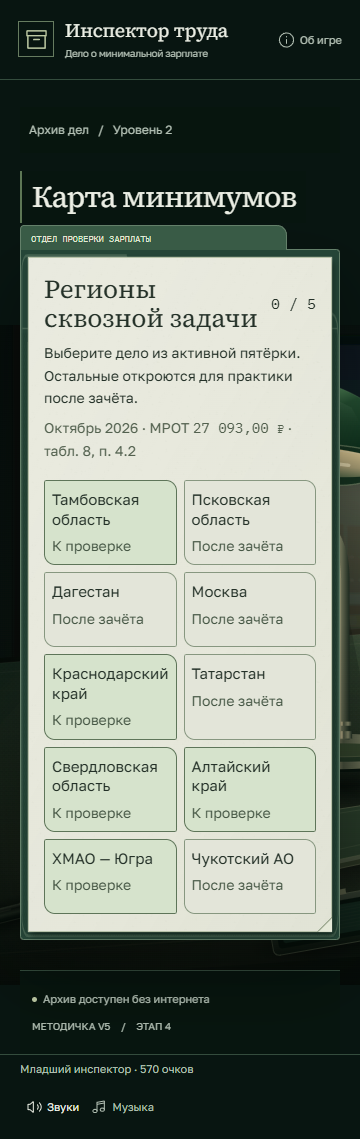 Инспектор труда
Дело о минимальной зарплате
Об игре
Архив дел / Уровень 2
Карта минимумов
ОТДЕЛ ПРОВЕРКИ ЗАРПЛАТЫ
Регионы
сквозной задачи
0 / 5
Выберите дело из активной пятёрки.
Остальные откроются для практики
после зачёта.
Октябрь 2026 · МРОТ 27 093,00 ₽ ·
табл. 8, п. 4.2
Тамбовская
область
К проверке
Псковская
область
После зачёта
Дагестан
После зачёта
Москва
После зачёта
Краснодарский
край
К проверке
Татарстан
После зачёта
Свердловская
область
К проверке
Алтайский
край
К проверке
ХМАО — Югра
К проверке
Чукотский АО
После зачёта
Архив доступен без интернета
МЕТОДИЧКА V5 / ЭТАП 4
Младший инспектор · 570 очков
Звуки
Музыка